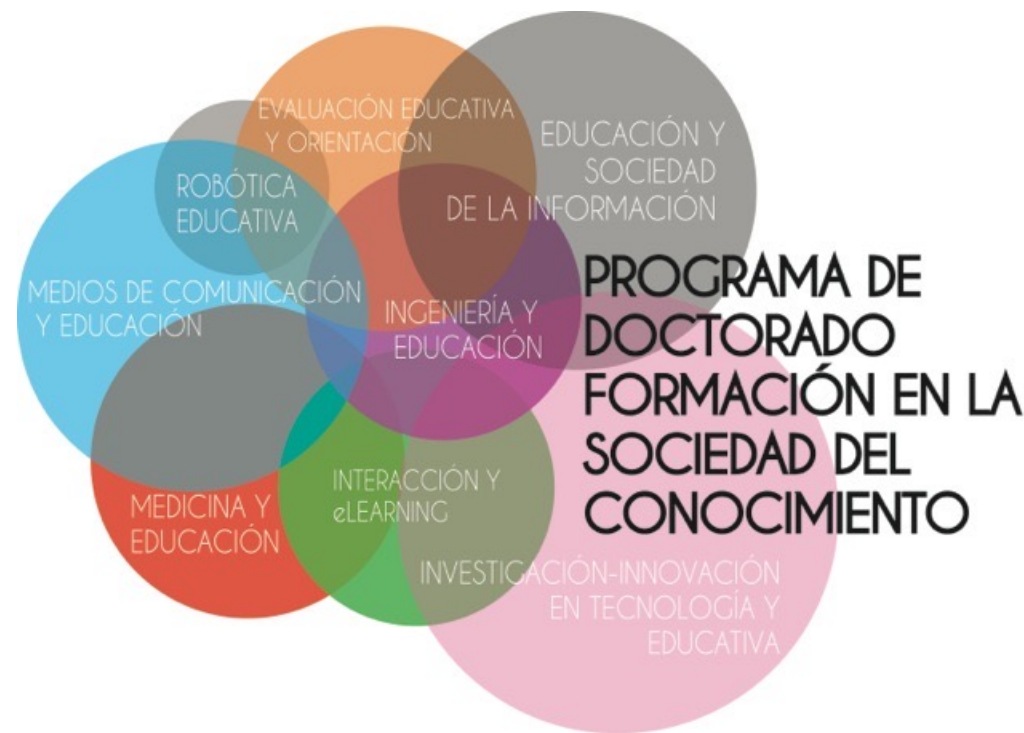 EVALUACIÓN EDUCATIVA
Y ORIENTACIÓN
EDUCACIÓN Y
SOCIEDAD
DE LA INFORMACIÓN
ROBÓTICA
EDUCATIVA
MEDIOS DE COMUNICACIÓN
Y EDUCACIÓN
INGENIERÍA Y
EDUCACIÓN
PROGRAMA DE
DOCTORADO
FORMACIÓN EN LA
SOCIEDAD DEL
CONOCIMIENTO
INTERACCIÓN Y
eLEARNING
MEDICINA Y
EDUCACIÓN
INVESTIGACIÓN-INNOVACIÓN
EN TECNOLOGÍA Y
EDUCATIVA